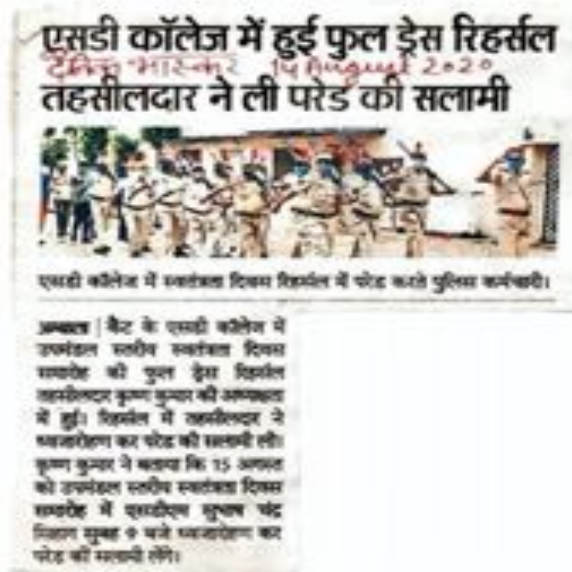 एसडी कॉलेज में हुई फुल ड्रेस रिहर्सल
दैनिक भास्कर 14 August 2020
तहसीलदार ने ली परेड की सलामी
एसडी कॉलेज में स्वतंत्रता दिवस रिहर्सल में परेड करते पुलिस कर्मचारी।
अम्बाला | कैंट के एसडी कॉलेज में
उपमंडल स्तरीय स्वतंत्रता दिवस
समारोह की फुल ड्रेस रिहर्सल
तहसीलदार कृष्ण कुमार की अध्यक्षता
में हुई। रिहर्सल में तहसीलदार ने
ध्वजारोहण कर परेड की सलामी ली।
कृष्ण कुमार ने बताया कि 15 अगस्त
को उपमंडल स्तरीय स्वतंत्रता दिवस
समारोह में एसडीएम सुभाष चंद्र
सिहाग सुबह 9 बजे ध्वजारोहण कर
परेड की सलामी लेंगे।